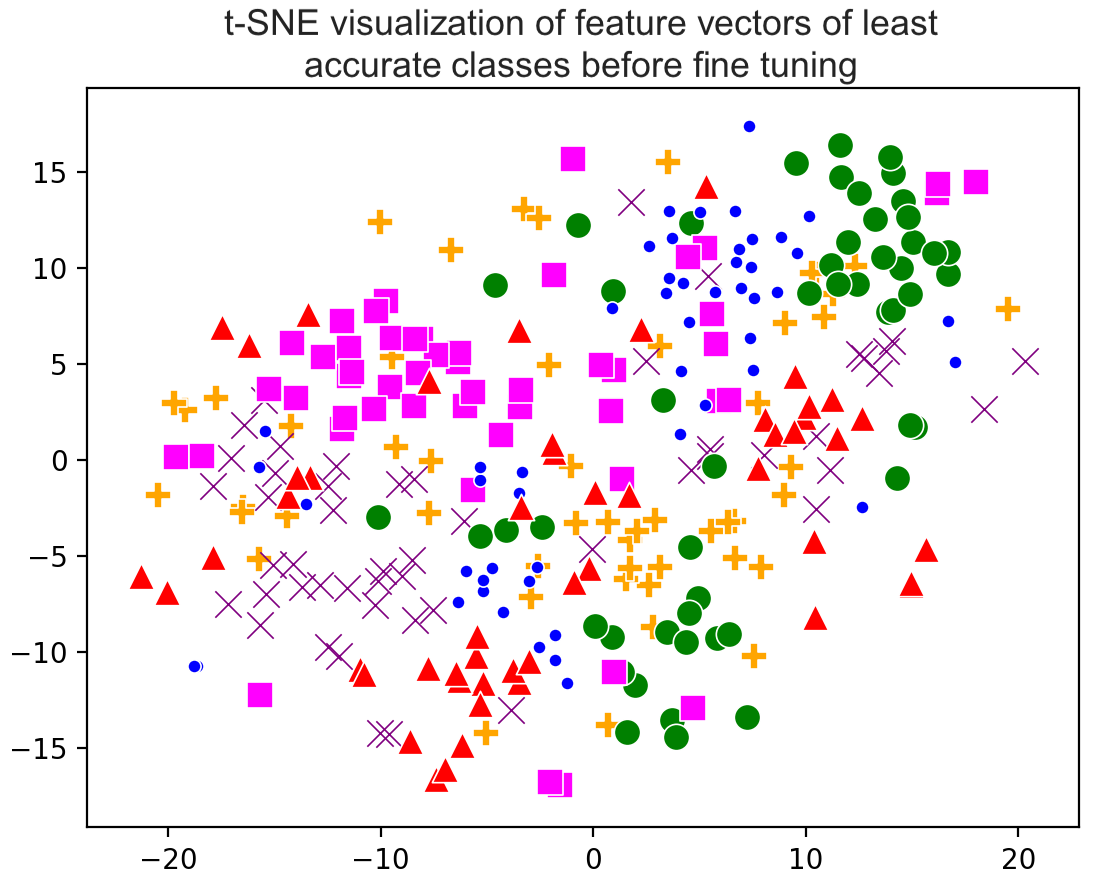 t-SNE visualization of feature vectors of least
accurate classes before fine tuning
15
10
5
0
−5
−10
−15
−20 −10 0 10 20